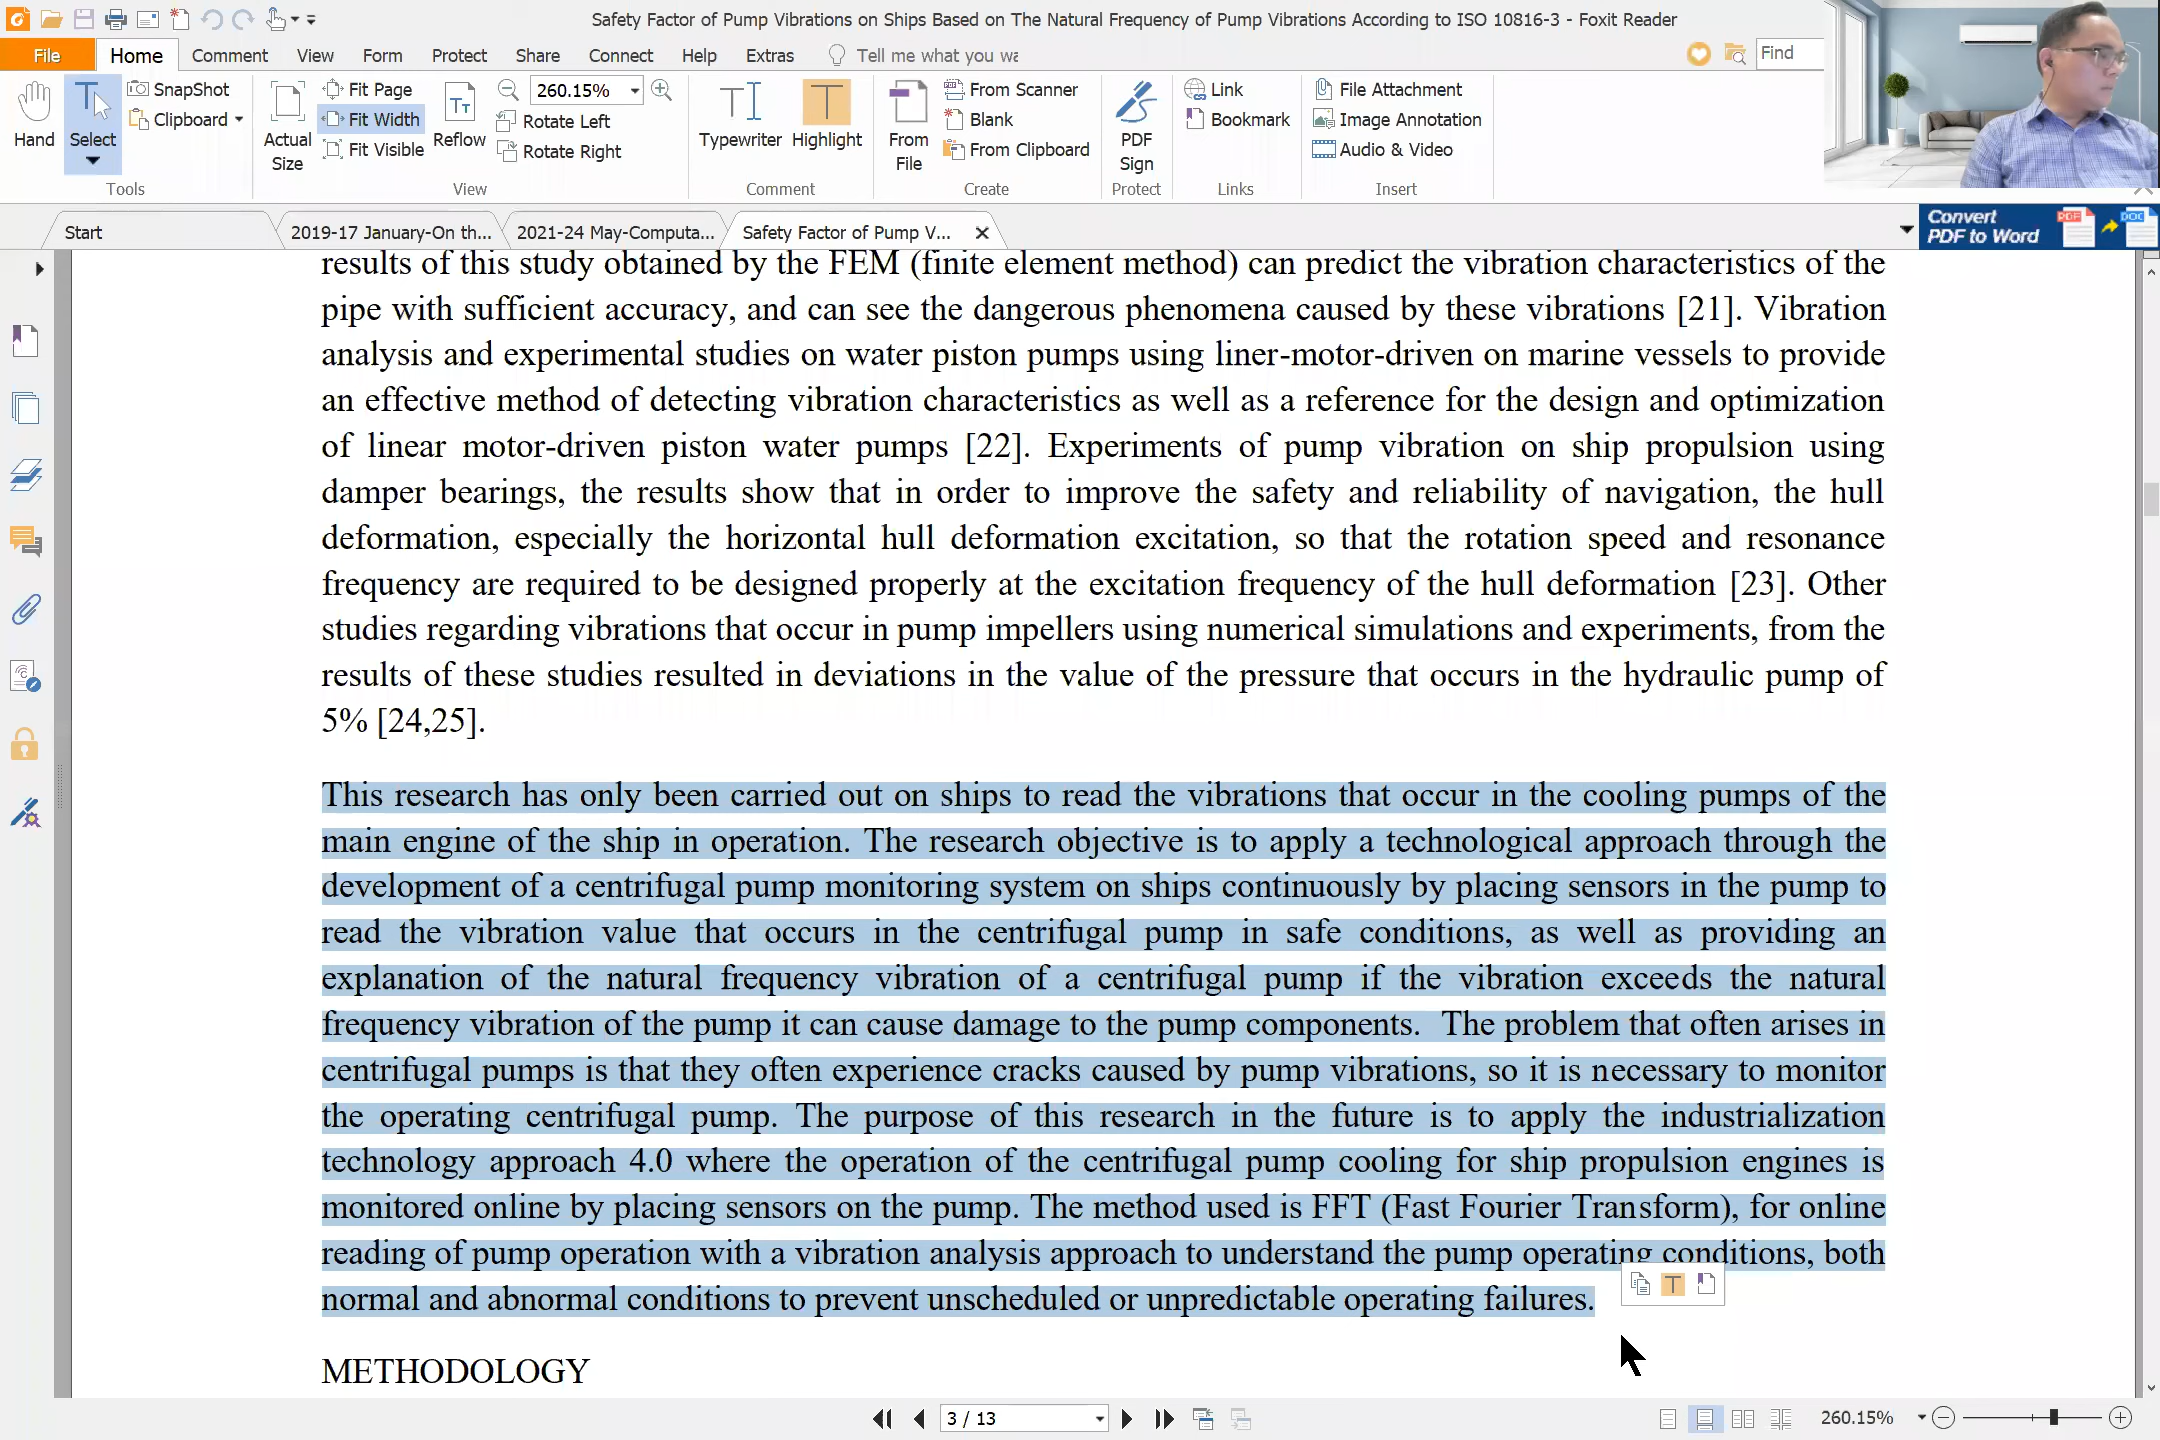 Safety Factor of Pump Vibrations on Ships Based on The Natural Frequency of Pump Vibrations According to ISO 10816-3 - Foxit Reader
File Home Comment View Form Protect Share Connect Help Extras Tell me what you wa Find
Hand
Select
SnapShot
Clipboard
Tools
Actual Size
Fit Page
Fit Width
Fit Visible
Reflow
260.15%
Rotate Left
Rotate Right
View
Typewriter
Highlight
Comment
From File
From Scanner
Blank
From Clipboard
Create
PDF Sign
Protect
Link
Bookmark
Links
File Attachment
Image Annotation
Audio & Video
Insert
Start
2019-17 January-On th...
2021-24 May-Computa...
Safety Factor of Pump V...
Convert
PDF to Word
PDF
DOC
results of this study obtained by the FEM (finite element method) can predict the vibration characteristics of the
pipe with sufficient accuracy, and can see the dangerous phenomena caused by these vibrations [21]. Vibration
analysis and experimental studies on water piston pumps using liner-motor-driven on marine vessels to provide
an effective method of detecting vibration characteristics as well as a reference for the design and optimization
of linear motor-driven piston water pumps [22]. Experiments of pump vibration on ship propulsion using
damper bearings, the results show that in order to improve the safety and reliability of navigation, the hull
deformation, especially the horizontal hull deformation excitation, so that the rotation speed and resonance
frequency are required to be designed properly at the excitation frequency of the hull deformation [23]. Other
studies regarding vibrations that occur in pump impellers using numerical simulations and experiments, from the
results of these studies resulted in deviations in the value of the pressure that occurs in the hydraulic pump of
5% [24,25].
This research has only been carried out on ships to read the vibrations that occur in the cooling pumps of the
main engine of the ship in operation. The research objective is to apply a technological approach through the
development of a centrifugal pump monitoring system on ships continuously by placing sensors in the pump to
read the vibration value that occurs in the centrifugal pump in safe conditions, as well as providing an
explanation of the natural frequency vibration of a centrifugal pump if the vibration exceeds the natural
frequency vibration of the pump it can cause damage to the pump components. The problem that often arises in
centrifugal pumps is that they often experience cracks caused by pump vibrations, so it is necessary to monitor
the operating centrifugal pump. The purpose of this research in the future is to apply the industrialization
technology approach 4.0 where the operation of the centrifugal pump cooling for ship propulsion engines is
monitored online by placing sensors on the pump. The method used is FFT (Fast Fourier Transform), for online
reading of pump operation with a vibration analysis approach to understand the pump operating conditions, both
normal and abnormal conditions to prevent unscheduled or unpredictable operating failures.
METHODOLOGY
3 / 13
260.15%